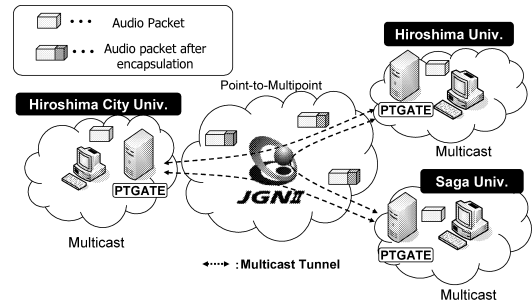 ••• Audio Packet
••• Audio packet after
encapsulation
Hiroshima Univ.
Point-to-Multipoint
Hiroshima City Univ.
PTGATE
Multicast
Saga Univ.
PTGATE
JGNII
PTGATE
Multicast
Multicast Tunnel
Multicast